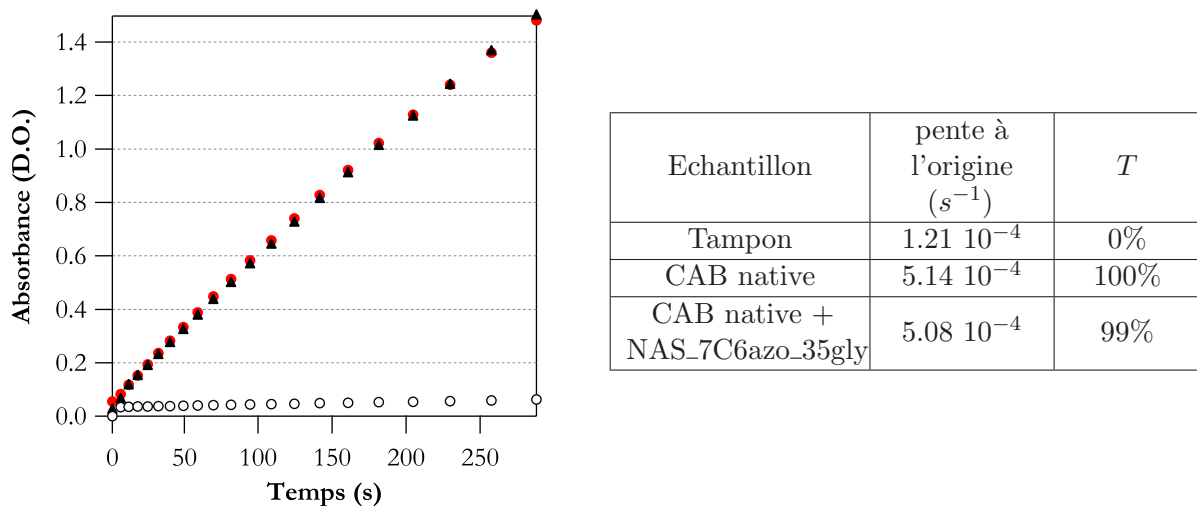 1.4
1.2
1.0
0.8
0.6
0.4
0.2
0.0
Absorbance (D.O.)
0 50 100 150 200 250
Temps (s)
Echantillon pente à l'origine (s⁻¹) T
Tampon 1.21 10⁻⁴ 0%
CAB native 5.14 10⁻⁴ 100%
CAB native +
NAS_7C6azo_35gly 5.08 10⁻⁴ 99%